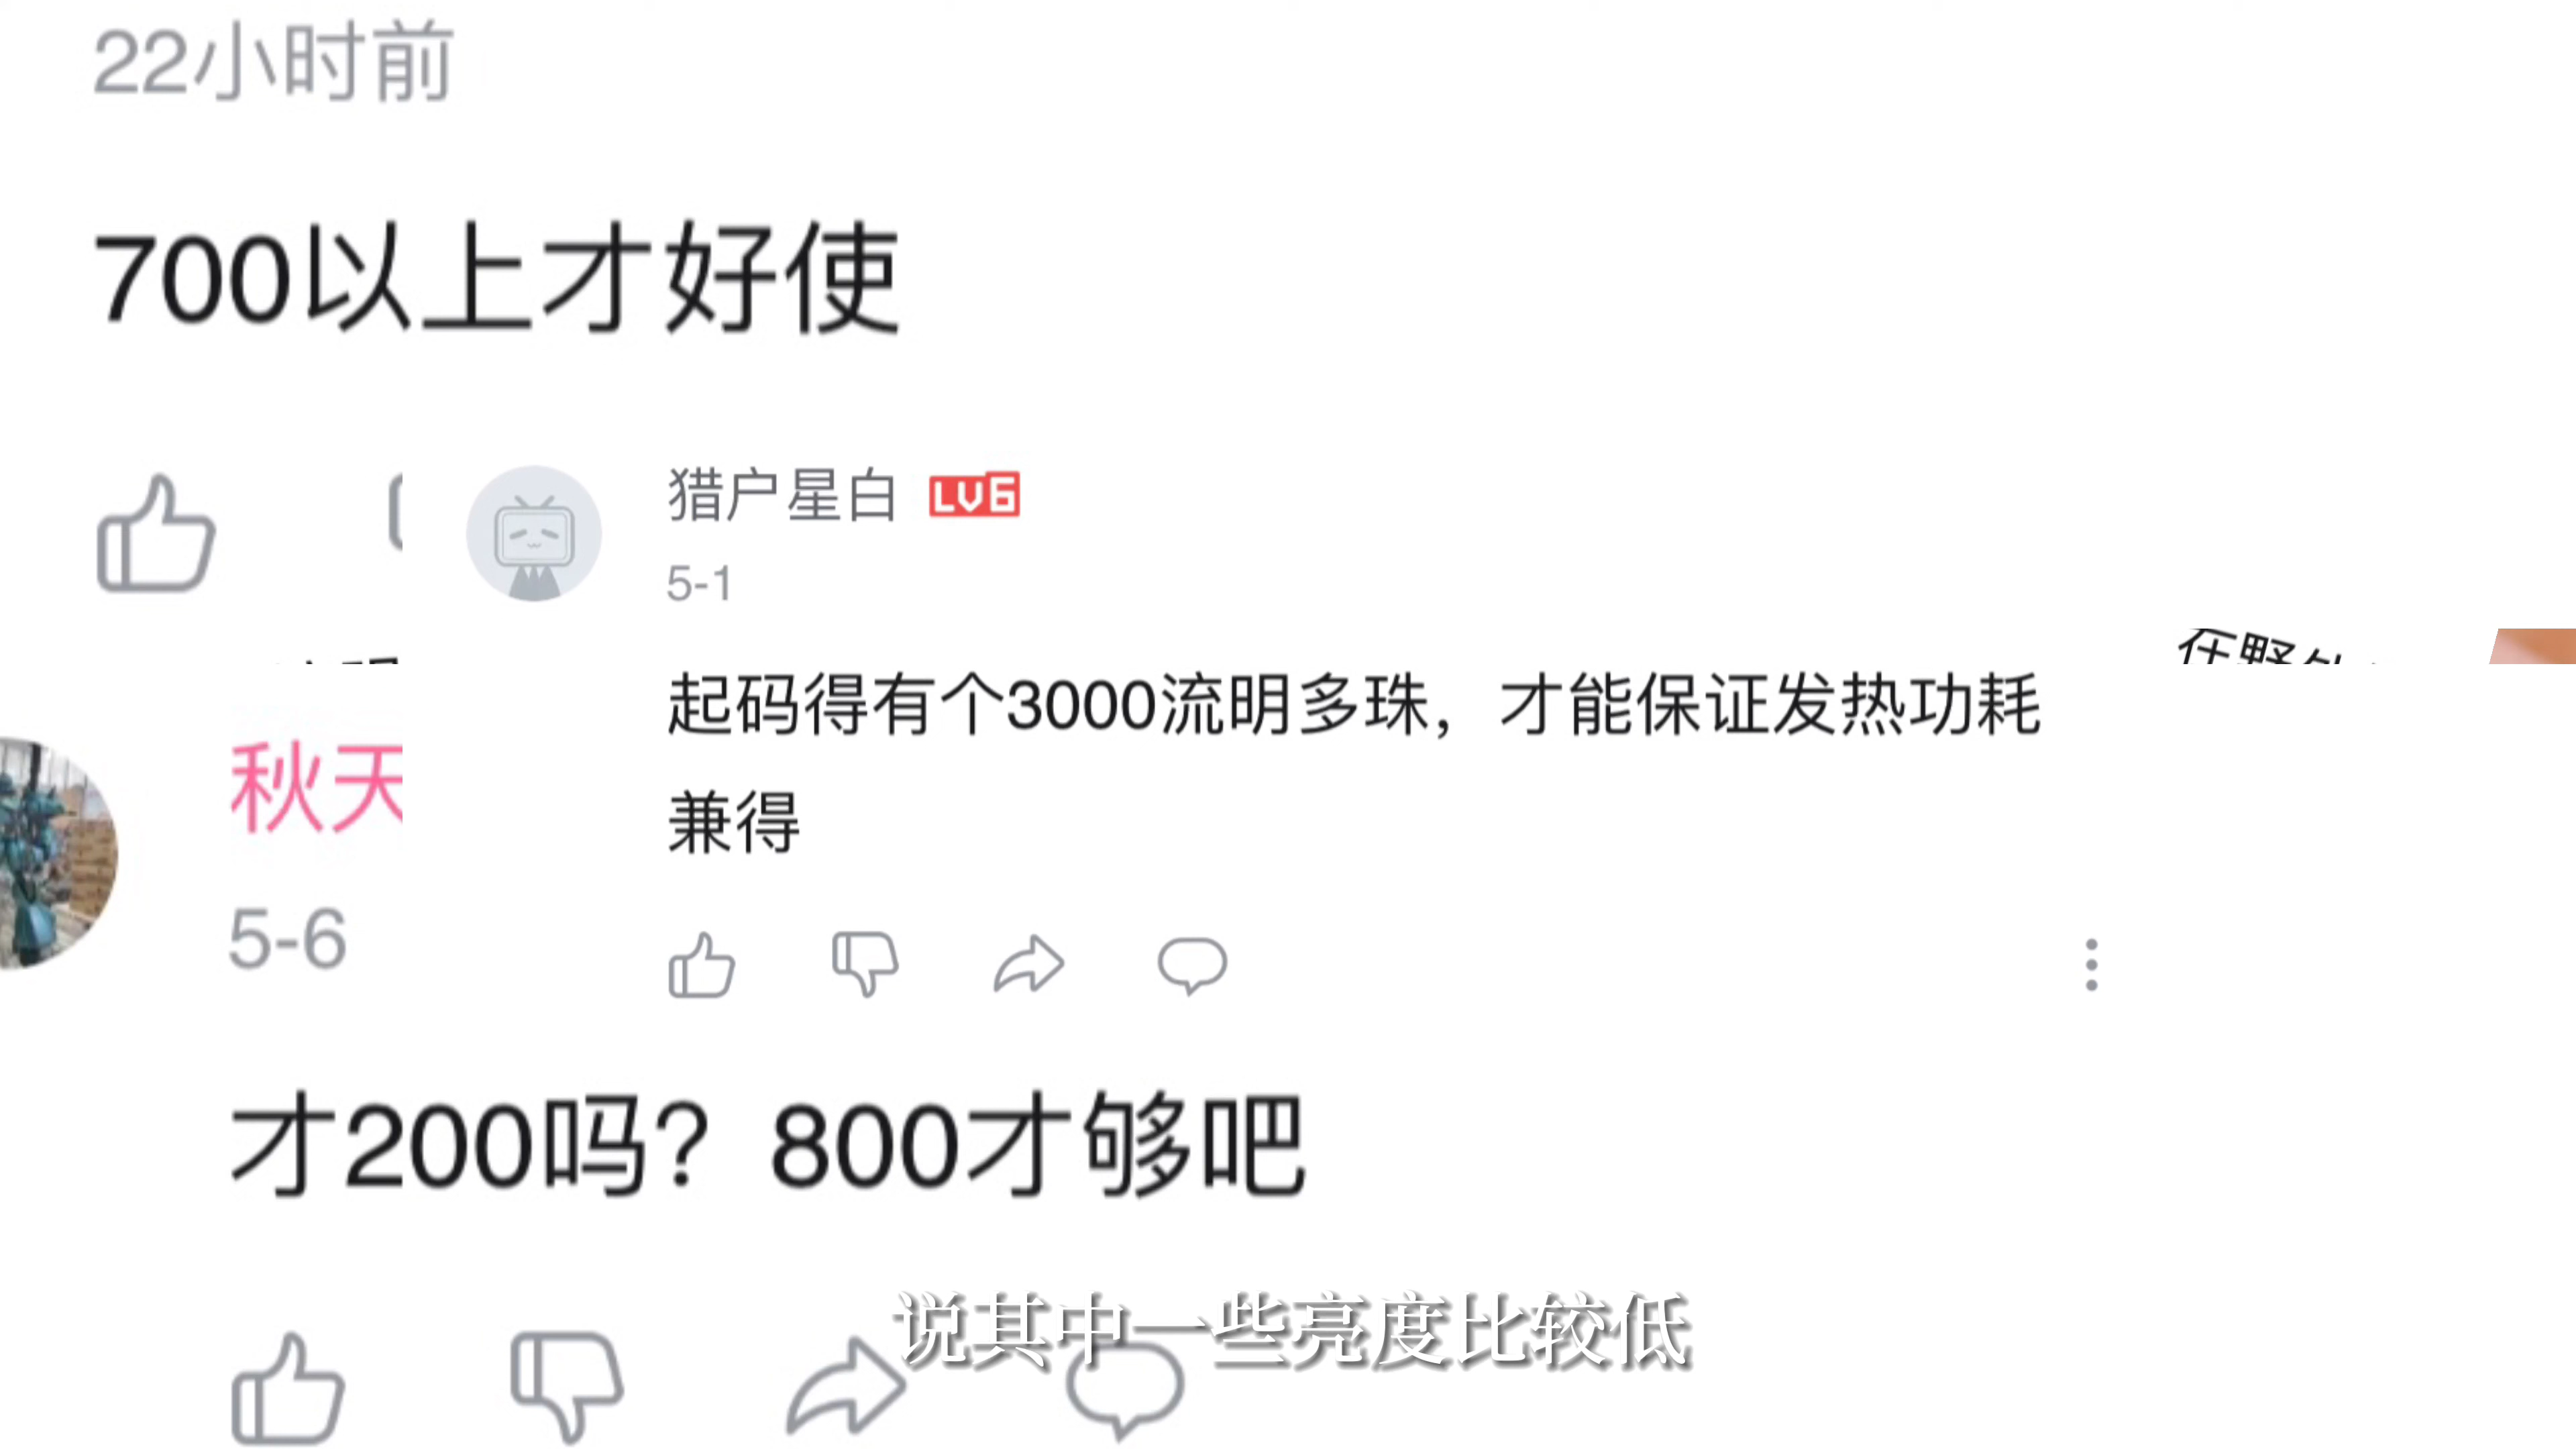 22小时前
700以上才好使
猎户星白 LV6
5-1
起码得有个3000流明多珠，才能保证发热功耗
兼得
秋天
5-6
才200吗？800才够吧
说其中一些亮度比较低